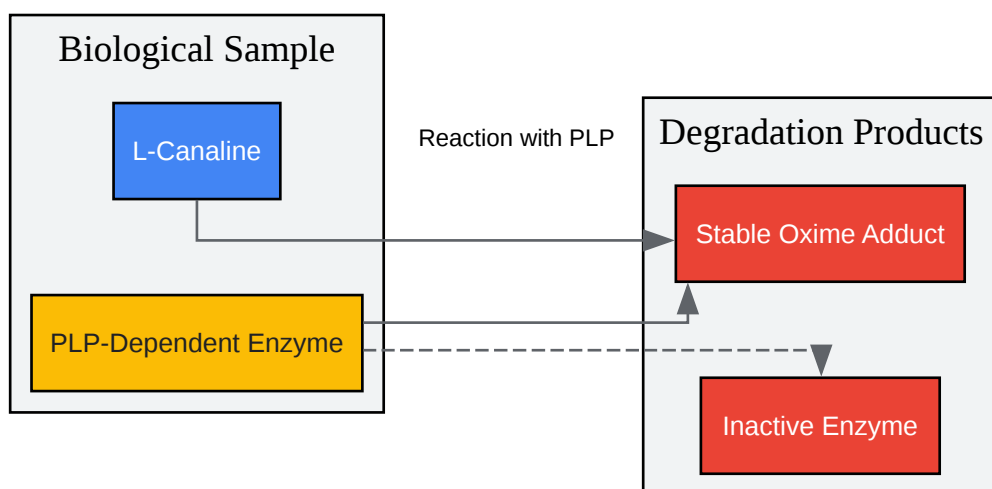 Biological Sample
L-Canaline
PLP-Dependent Enzyme
Reaction with PLP
Degradation Products
Stable Oxime Adduct
Inactive Enzyme